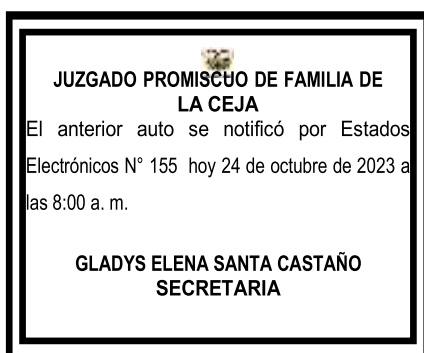 JUZGADO PROMISCUO DE FAMILIA DE
LA CEJA
El anterior auto se notificó por Estados
Electrónicos N° 155 hoy 24 de octubre de 2023 a
las 8:00 a. m.
GLADYS ELENA SANTA CASTAÑO
SECRETARIA